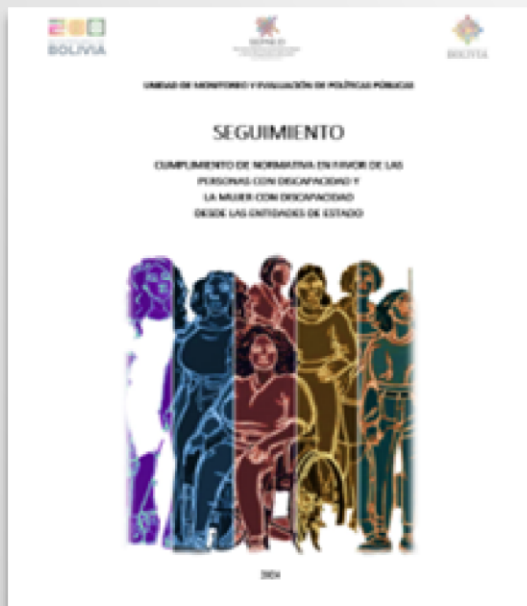 BOLIVIA
BOLIVIA
UNIDAD DE MONITOREO Y EVALUACIÓN DE POLÍTICAS PÚBLICAS
SEGUIMIENTO
CUMPLIMIENTO DE NORMATIVA EN FAVOR DE LAS
PERSONAS CON DISCAPACIDAD Y
LA MUJER CON DISCAPACIDAD
DESDE LAS ENTIDADES DE ESTADO
2024